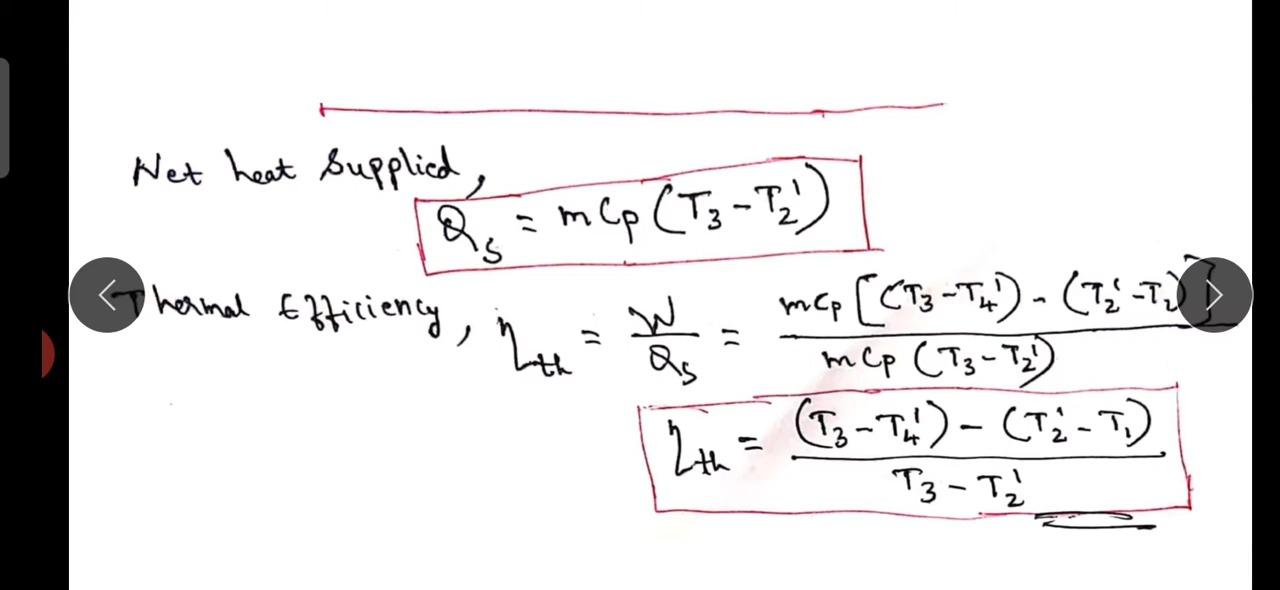 Net heat Supplied,
Qs = mCp (T3 - T2')
Thermal Efficiency, ηth = W / Qs = mCp [(T3 - T4') - (T2' - T1)] / mCp (T3 - T2')
ηth = (T3 - T4') - (T2' - T1) / T3 - T2'